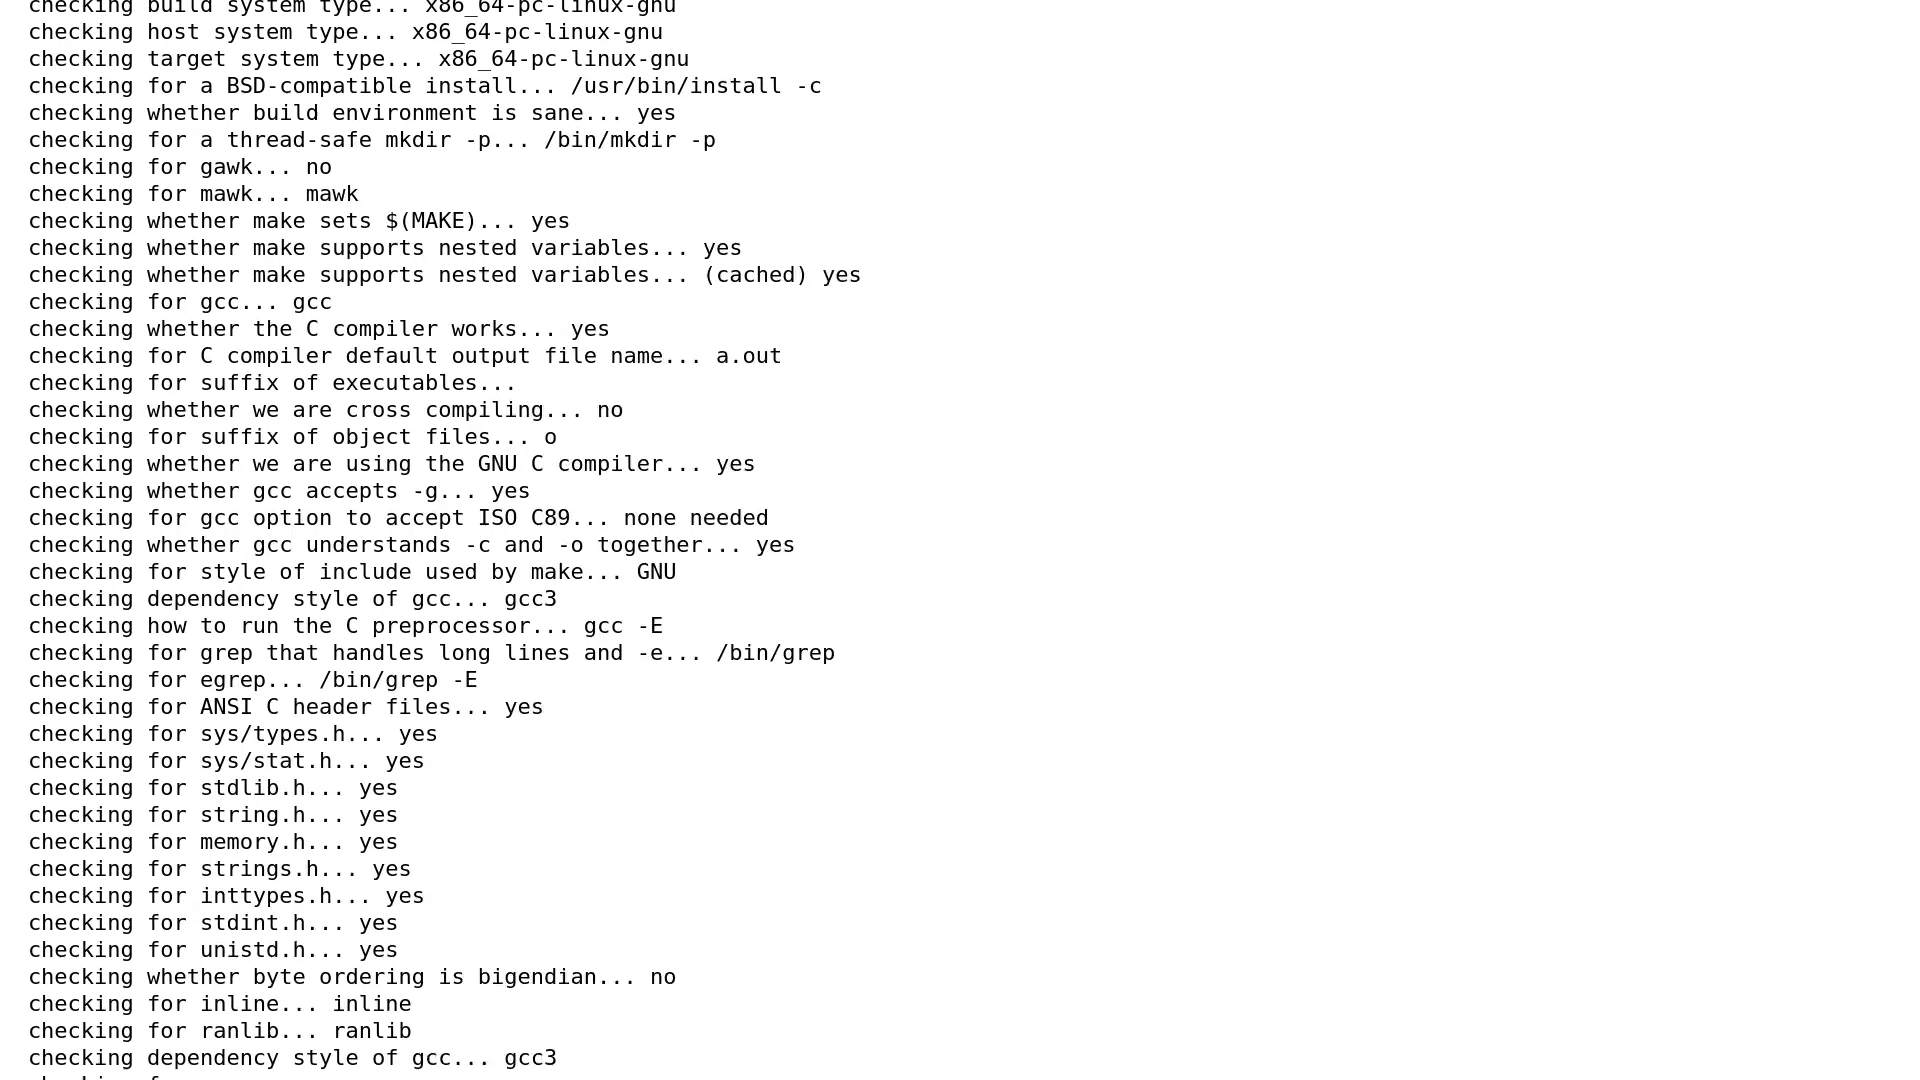 checking build system type... x86_64-pc-linux-gnu
checking host system type... x86_64-pc-linux-gnu
checking target system type... x86_64-pc-linux-gnu
checking for a BSD-compatible install... /usr/bin/install -c
checking whether build environment is sane... yes
checking for a thread-safe mkdir -p... /bin/mkdir -p
checking for gawk... no
checking for mawk... mawk
checking whether make sets $(MAKE)... yes
checking whether make supports nested variables... yes
checking whether make supports nested variables... (cached) yes
checking for gcc... gcc
checking whether the C compiler works... yes
checking for C compiler default output file name... a.out
checking for suffix of executables...
checking whether we are cross compiling... no
checking for suffix of object files... o
checking whether we are using the GNU C compiler... yes
checking whether gcc accepts -g... yes
checking for gcc option to accept ISO C89... none needed
checking whether gcc understands -c and -o together... yes
checking for style of include used by make... GNU
checking dependency style of gcc... gcc3
checking how to run the C preprocessor... gcc -E
checking for grep that handles long lines and -e... /bin/grep
checking for egrep... /bin/grep -E
checking for ANSI C header files... yes
checking for sys/types.h... yes
checking for sys/stat.h... yes
checking for stdlib.h... yes
checking for string.h... yes
checking for memory.h... yes
checking for strings.h... yes
checking for inttypes.h... yes
checking for stdint.h... yes
checking for unistd.h... yes
checking whether byte ordering is bigendian... no
checking for inline... inline
checking for ranlib... ranlib
checking dependency style of gcc... gcc3